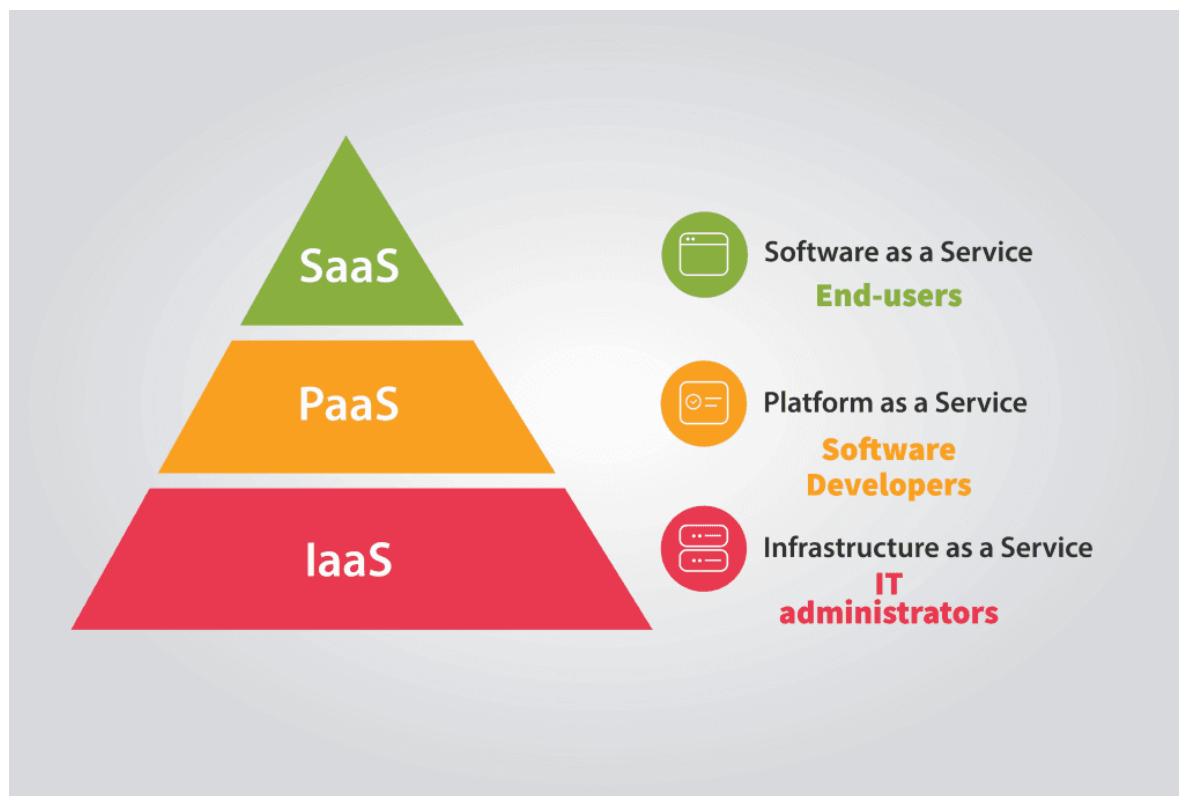 SaaS
Software as a Service
End-users
PaaS
Platform as a Service
Software
Developers
IaaS
Infrastructure as a Service
IT
administrators